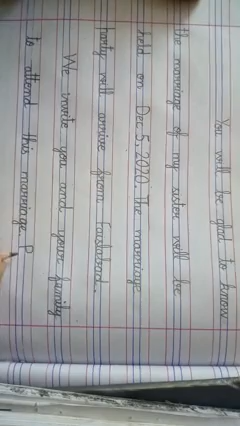 You will be glad to know
the marriage of my sister will be
held on Dec 5, 2020. The marriage
Party will arrive from Faislabad.
We invite you and your family
to attend this marriage. P